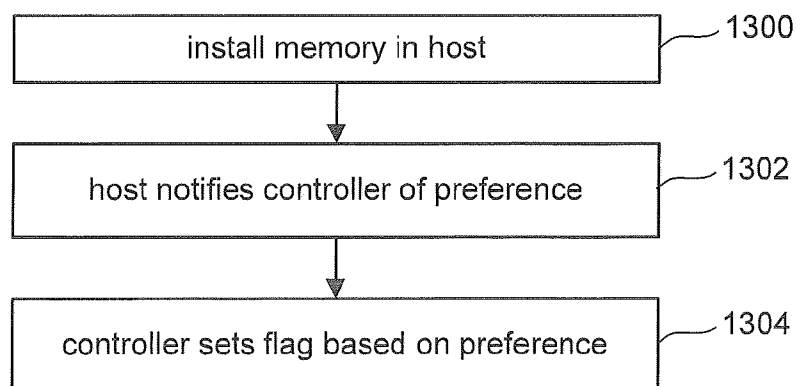 install memory in host
1300
host notifies controller of preference
1302
controller sets flag based on preference
1304